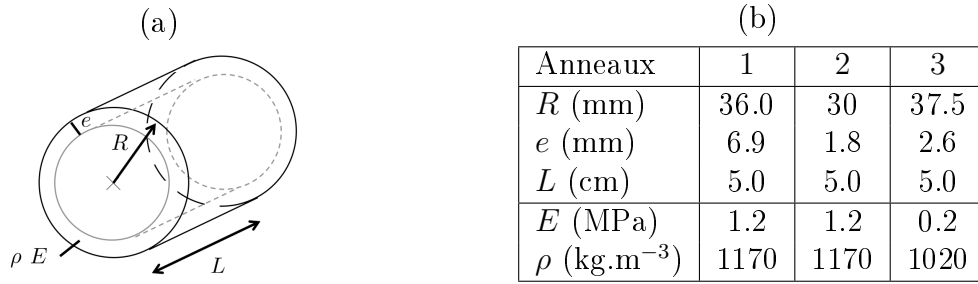 (a)
e
R
L
ρ E
(b)
Anneaux 1 2 3
R (mm) 36.0 30 37.5
e (mm) 6.9 1.8 2.6
L (cm) 5.0 5.0 5.0
E (MPa) 1.2 1.2 0.2
ρ (kg.m⁻³) 1170 1170 1020